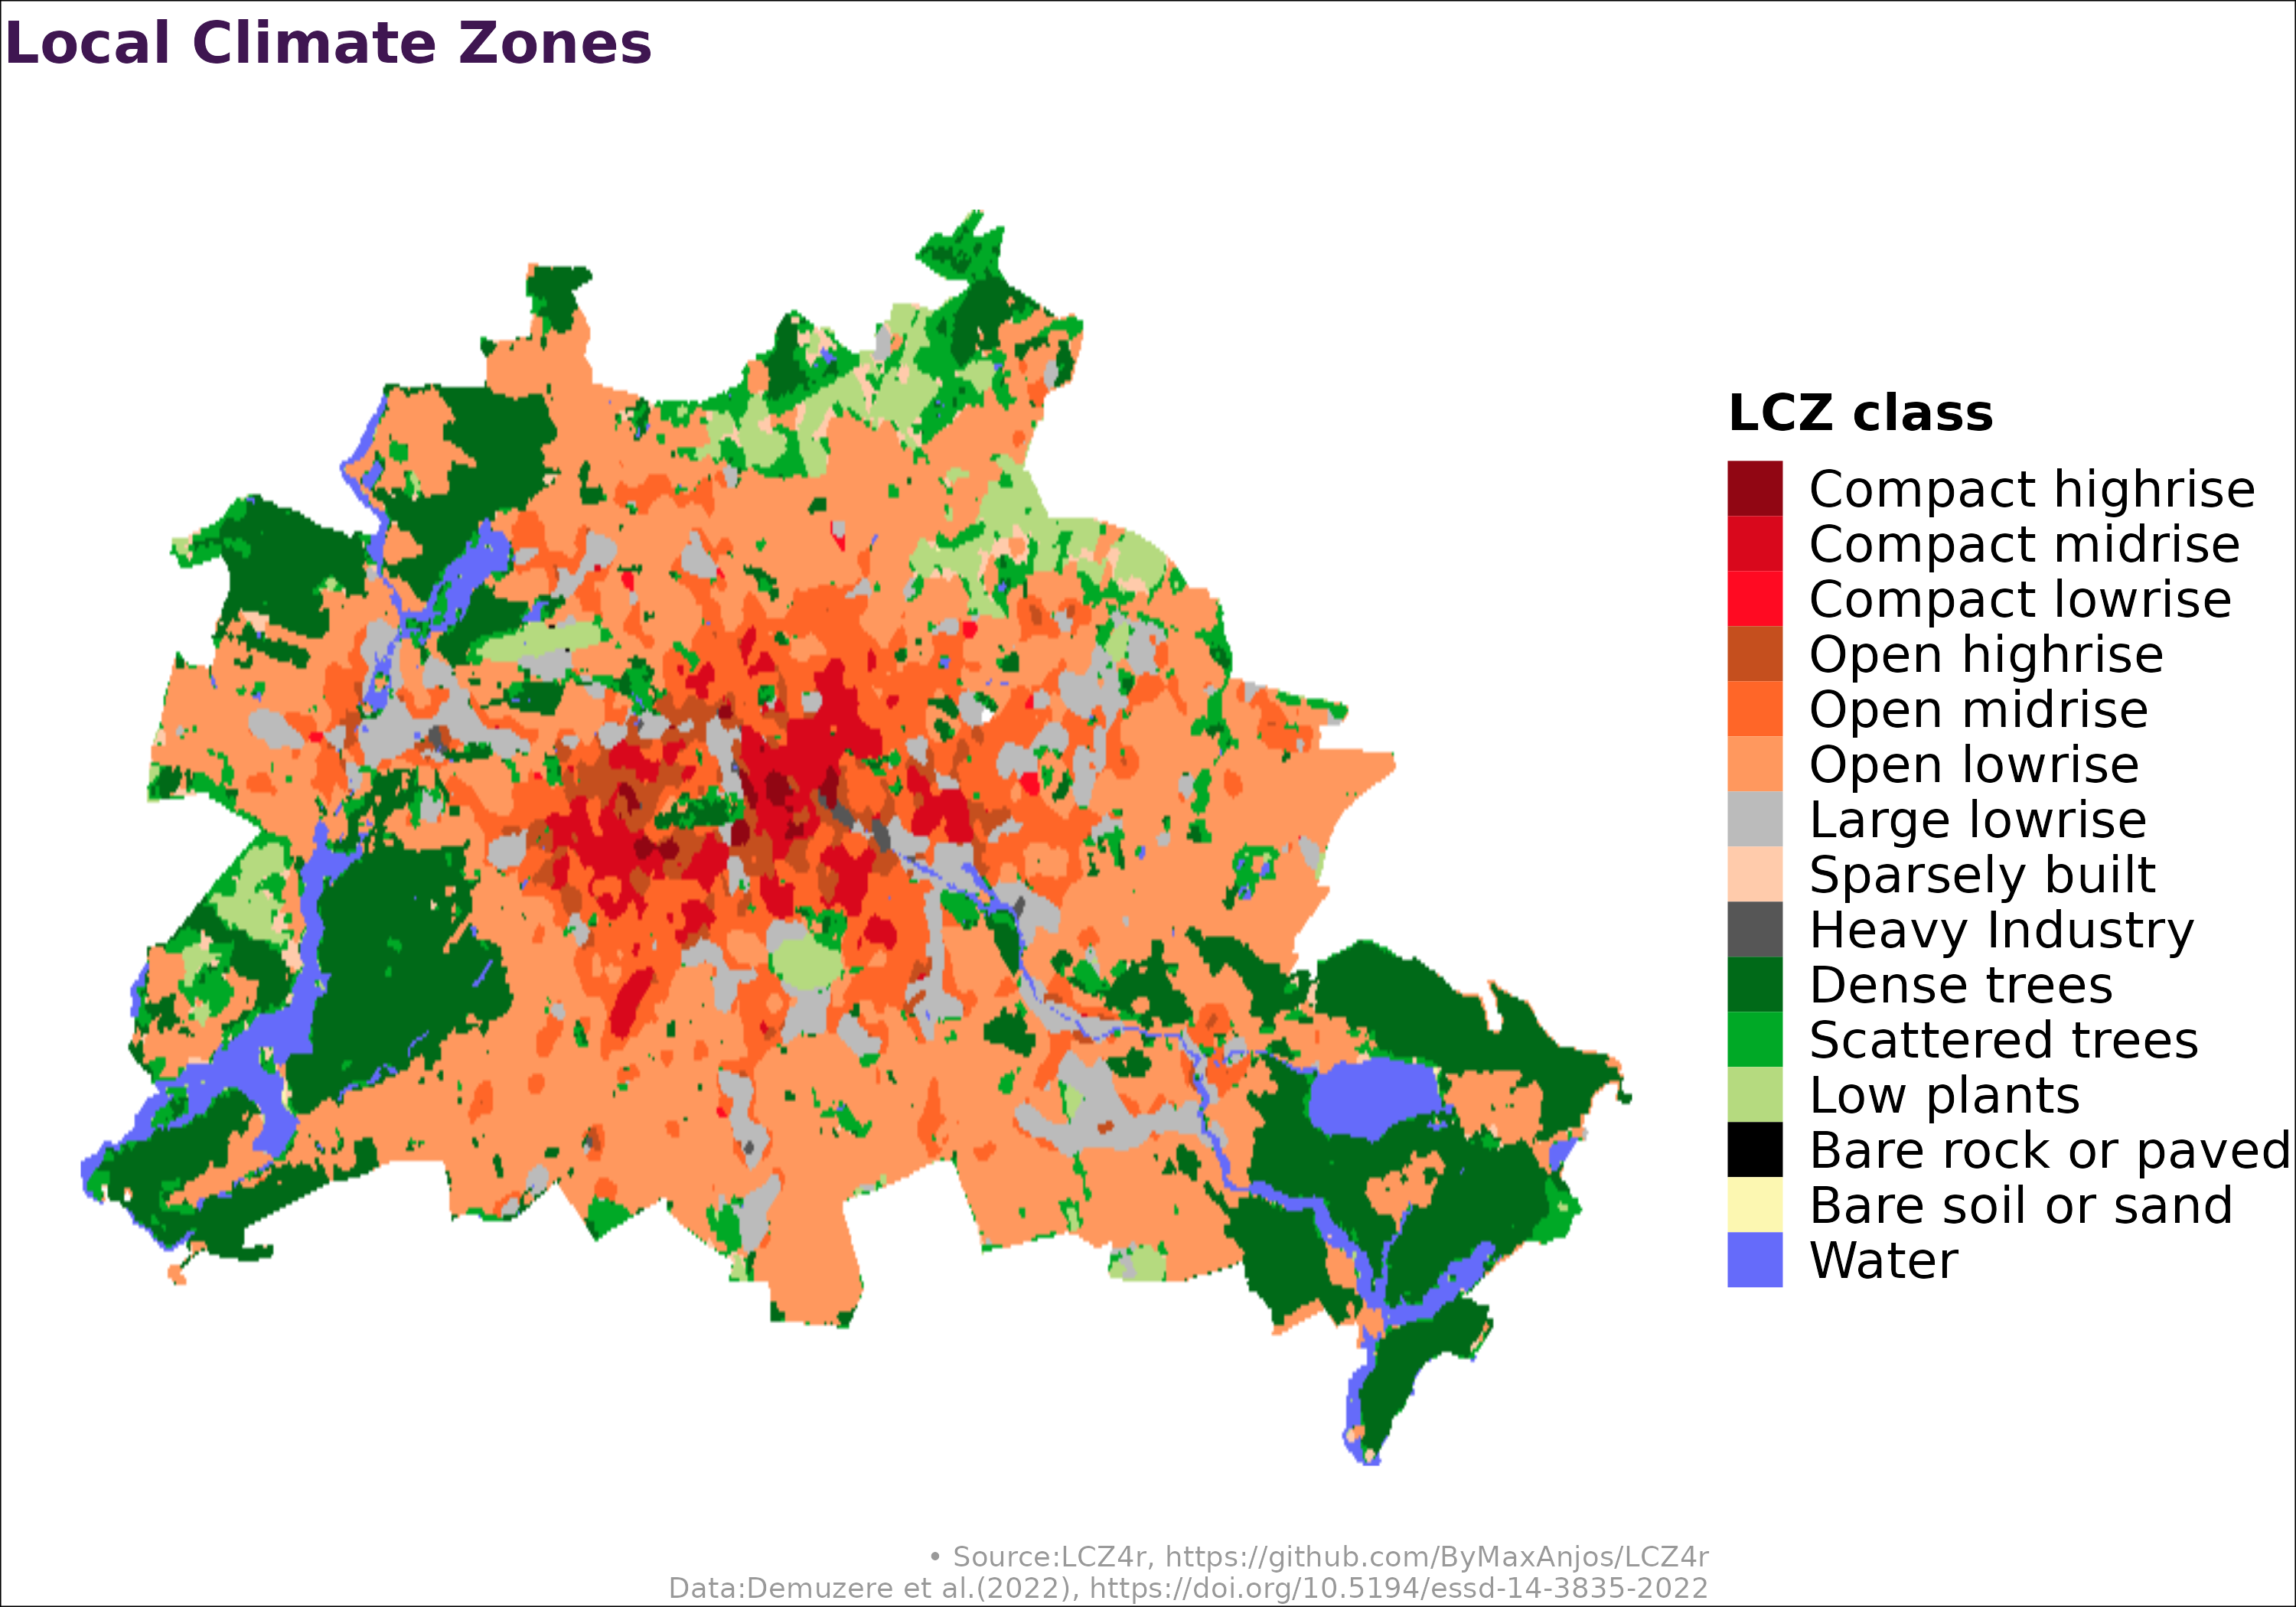 Local Climate Zones
LCZ class
Compact highrise
Compact midrise
Compact lowrise
Open highrise
Open midrise
Open lowrise
Large lowrise
Sparsely built
Heavy Industry
Dense trees
Scattered trees
Low plants
Bare rock or paved
Bare soil or sand
Water
• Source:LCZ4r, https://github.com/ByMaxAnjos/LCZ4r
Data:Demuzere et al.(2022), https://doi.org/10.5194/essd-14-3835-2022